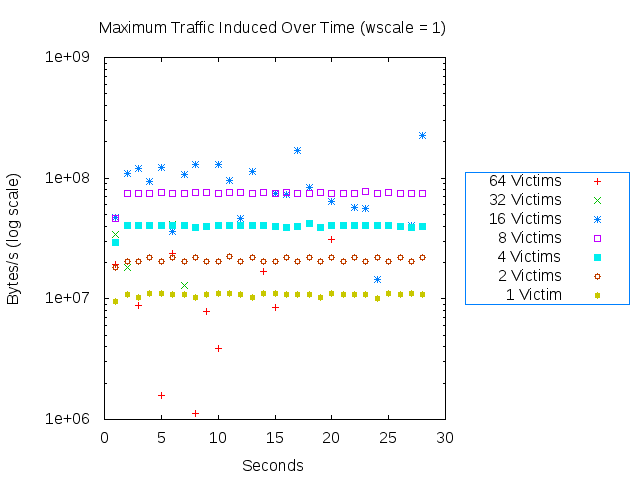 Maximum Traffic Induced Over Time (wscale = 1)
1e+09
1e+08
1e+07
1e+06
Bytes/s (log scale)
0 5 10 15 20 25 30
Seconds
64 Victims
32 Victims
16 Victims
8 Victims
4 Victims
2 Victims
1 Victim